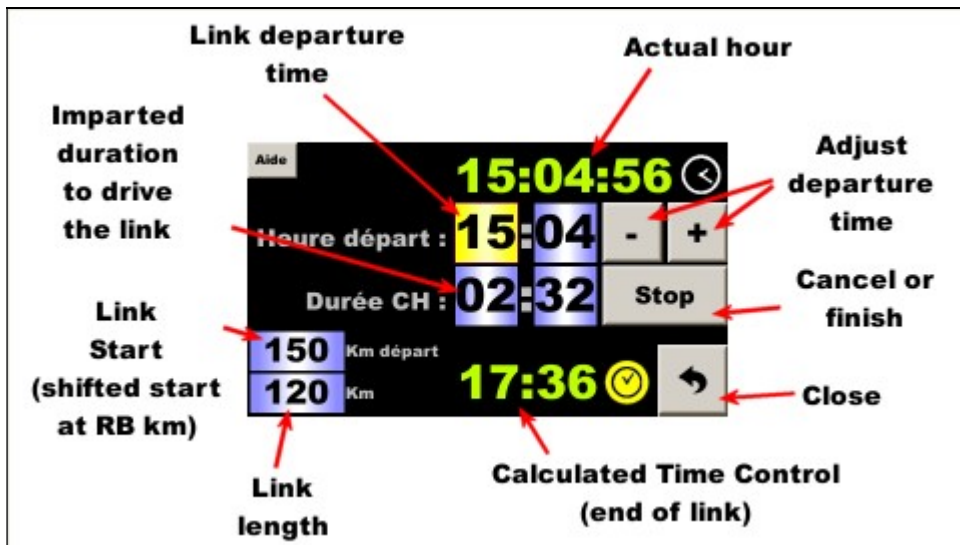 Link departure
time
Actual hour
Imparted
duration
to drive
the link
Adjust
departure
time
Aide
15:04:56
Heure départ : 15:04 - +
Durée CH : 02:32 Stop
Cancel or
finish
Link
Start
(shifted start
at RB km)
150 Km départ
120 Km
17:36
Close
Link
length
Calculated Time Control
(end of link)